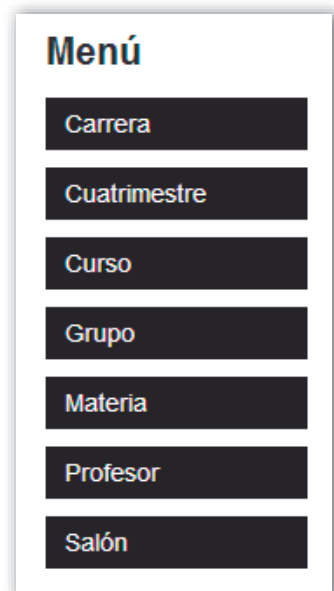 Menú
Carrera
Cuatrimestre
Curso
Grupo
Materia
Profesor
Salón